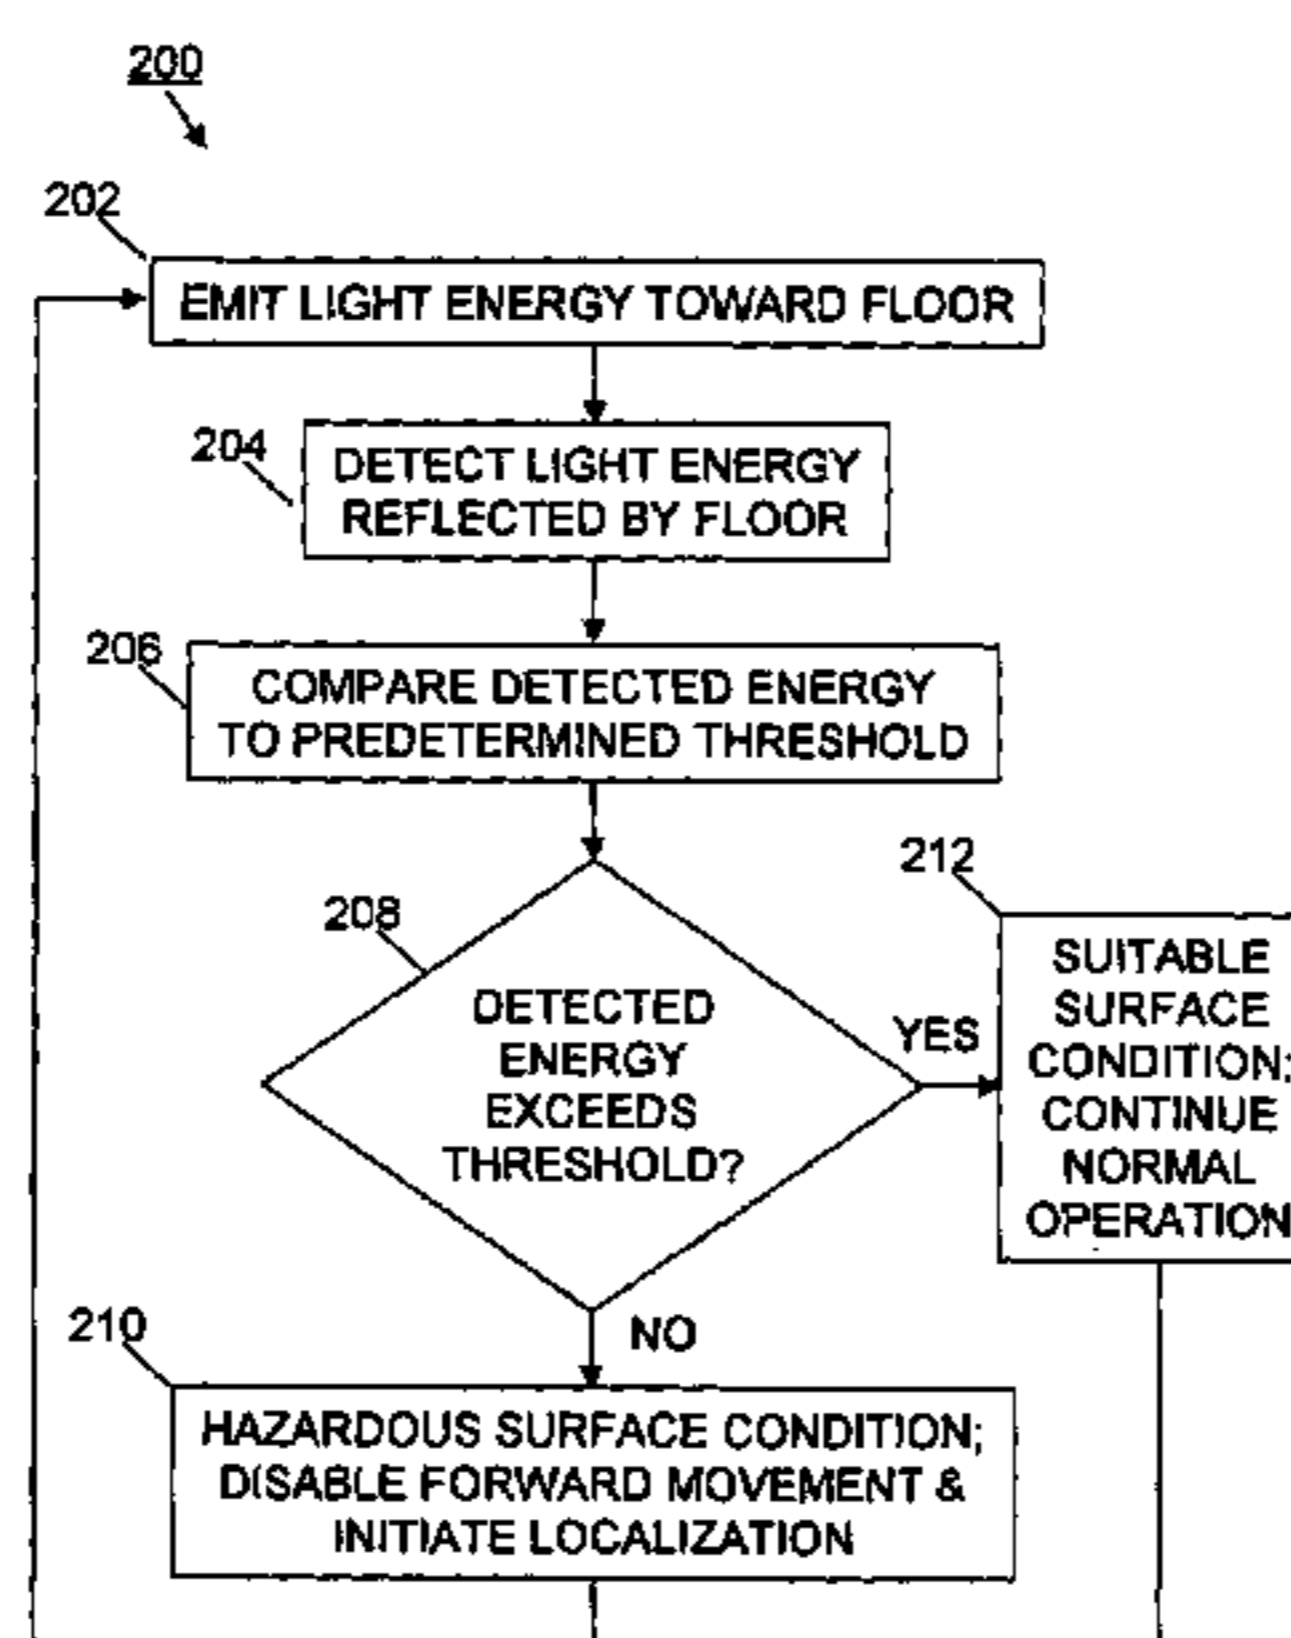 200
202
EMIT LIGHT ENERGY TOWARD FLOOR
204
DETECT LIGHT ENERGY
REFLECTED BY FLOOR
206
COMPARE DETECTED ENERGY
TO PREDETERMINED THRESHOLD
208
DETECTED
ENERGY
EXCEEDS
THRESHOLD?
YES
212
SUITABLE
SURFACE
CONDITION;
CONTINUE
NORMAL
OPERATION
NO
210
HAZARDOUS SURFACE CONDITION;
DISABLE FORWARD MOVEMENT &
INITIATE LOCALIZATION